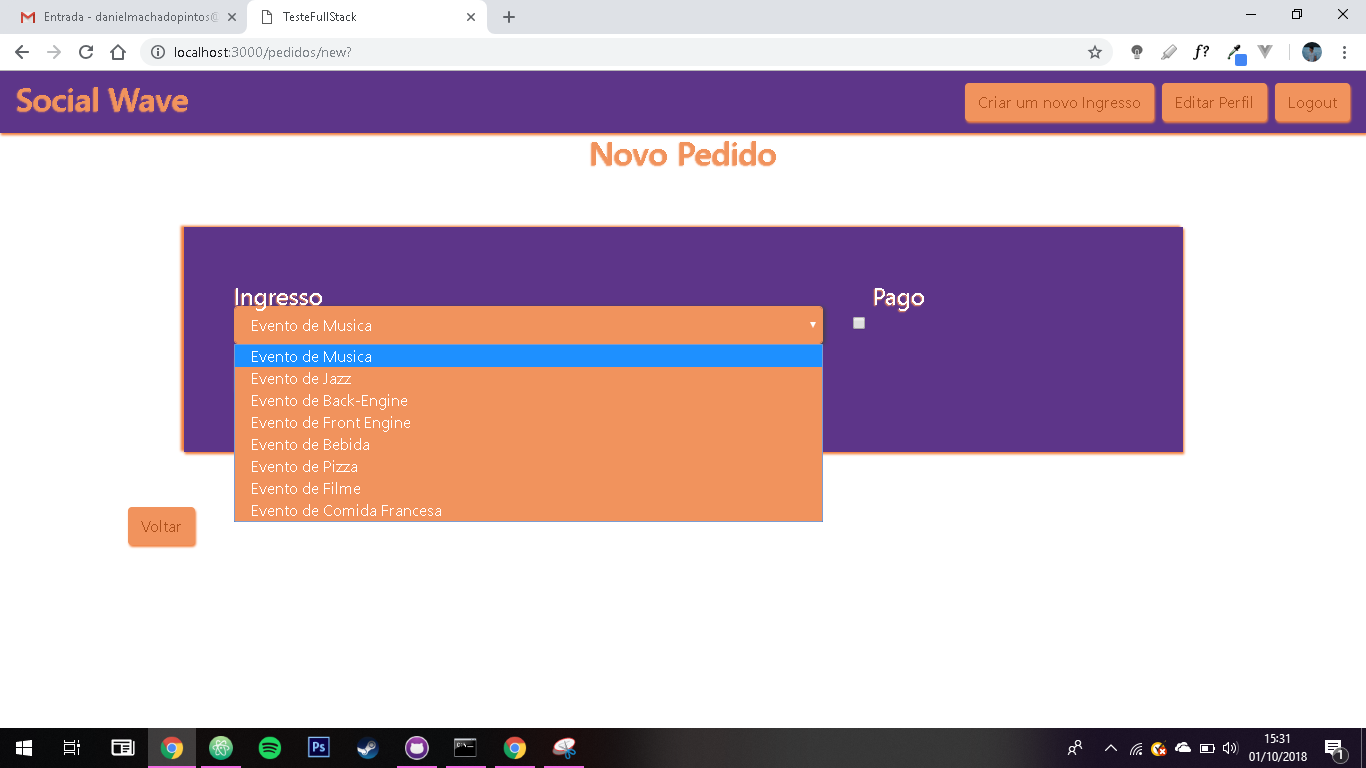 Entrada - danielmachadopintos@
TesteFullStack
localhost:3000/pedidos/new?
f?
Social Wave
Criar um novo Ingresso
Editar Perfil
Logout
Novo Pedido
Ingresso
Pago
Evento de Musica
Evento de Musica
Evento de Jazz
Evento de Back-Engine
Evento de Front Engine
Evento de Bebida
Evento de Pizza
Evento de Filme
Evento de Comida Francesa
Voltar
Ps
15:31
01/10/2018
1